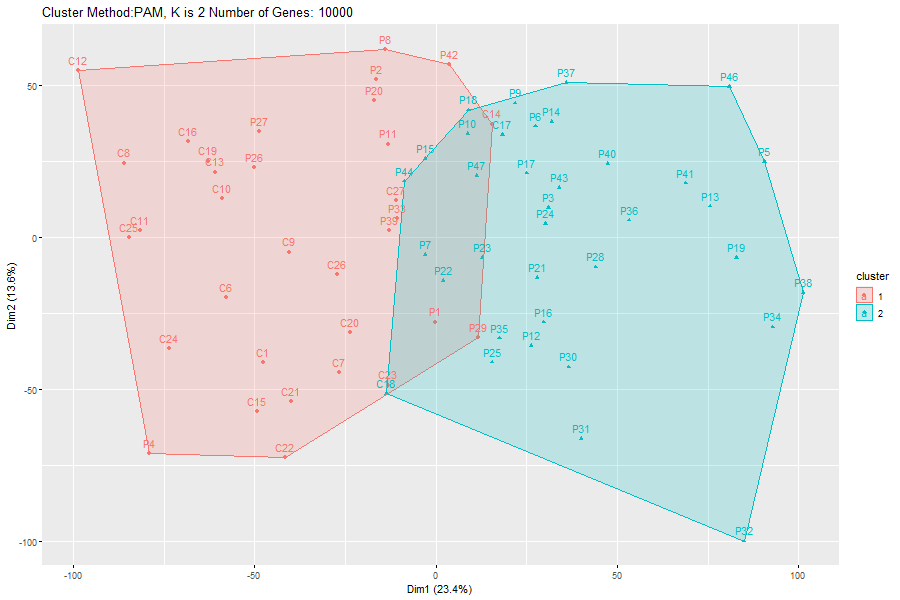 Cluster Method:PAM, K is 2 Number of Genes: 10000
P8
P42
C12
P37
P2
P46
P20
P18
P9
C14
P14
P6
P27
P10
C17
C16
P11
C19
P15
P5
C8
C13
P26
P47
P17
P40
P44
P43
P41
C10
C27
P3
P13
P33
P24
P36
C11
C25
P39
C9
P7
P23
P19
C26
P22
P21
P28
P38
C6
P1
P16
P34
C20
P29
P35
C24
P12
C1
C7
P25
P30
C23
C18
C21
C15
P31
P4
C22
P32
50
0
-50
-100
-100
-50
0
50
100
Dim1 (23.4%)
Dim2 (13.6%)
cluster
a 1
a 2